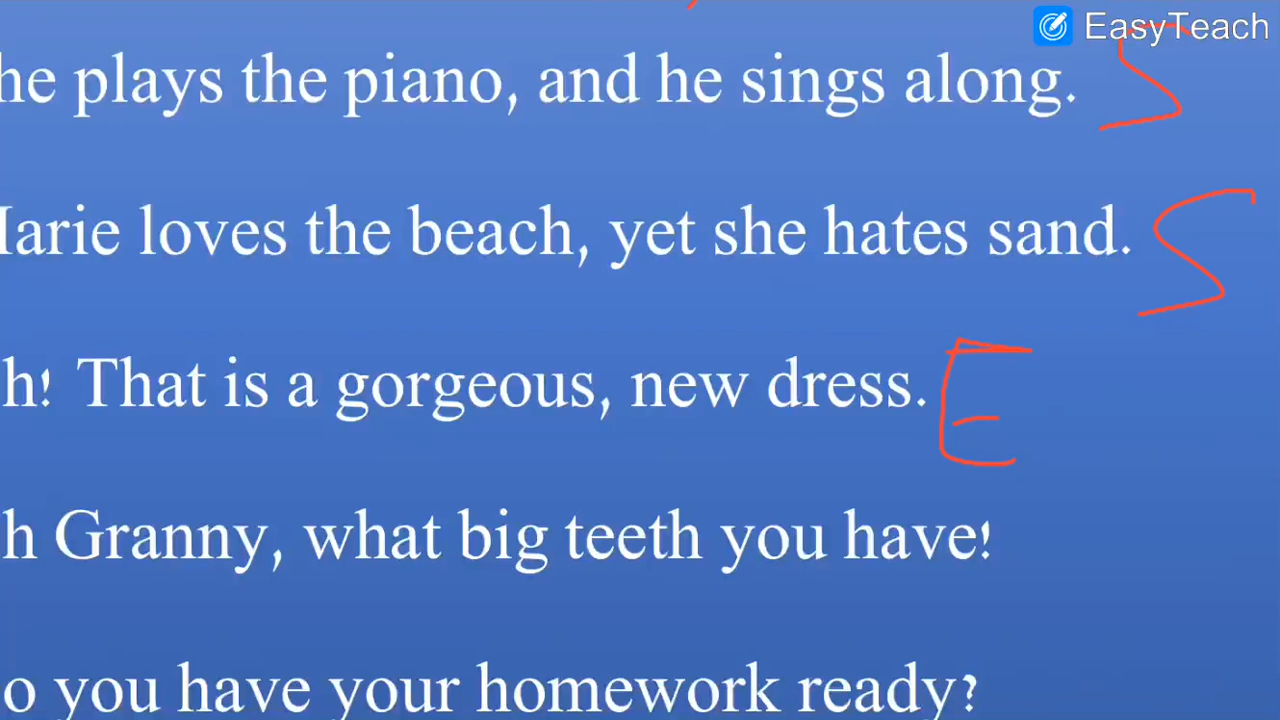 EasyTeach
he plays the piano, and he sings along. S
Marie loves the beach, yet she hates sand. S
h! That is a gorgeous, new dress. E
h Granny, what big teeth you have!
o you have your homework ready?